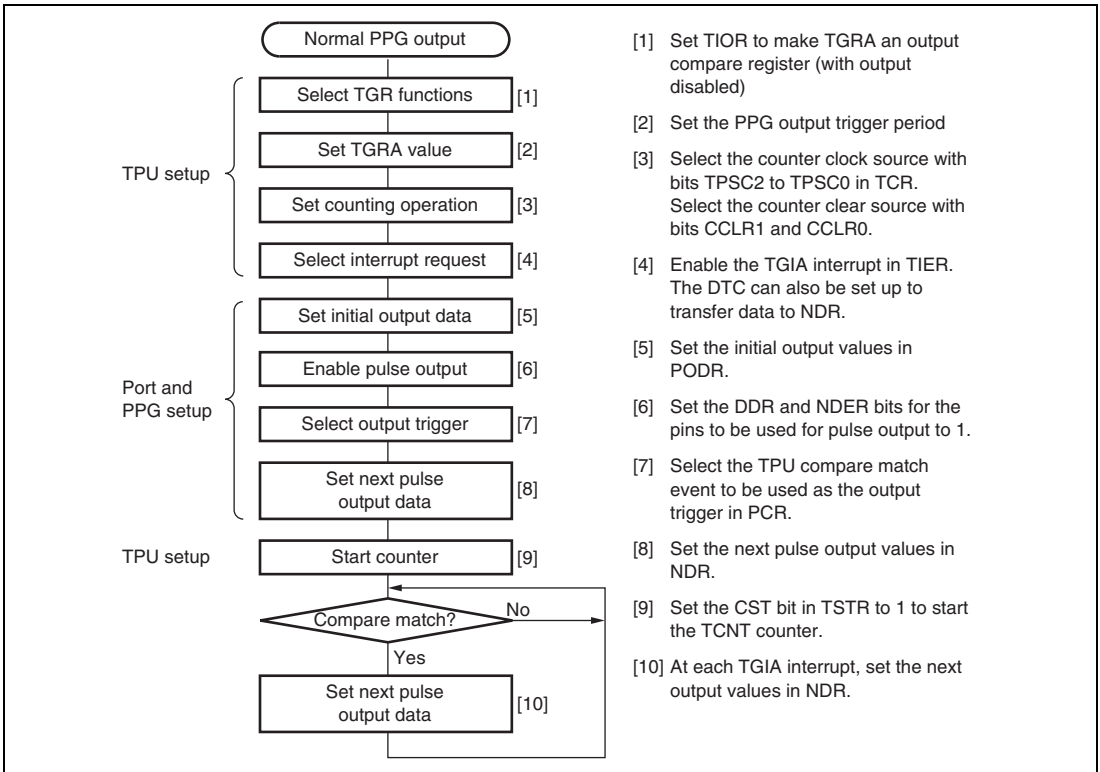 Normal PPG output
Select TGR functions [1]
Set TGRA value [2]
TPU setup
Set counting operation [3]
Select interrupt request [4]
Set initial output data [5]
Enable pulse output [6]
Port and
PPG setup
Select output trigger [7]
Set next pulse
output data
[8]
TPU setup
Start counter [9]
Compare match?
No
Yes
Set next pulse
output data
[10]
[1] Set TIOR to make TGRA an output
compare register (with output
disabled)
[2] Set the PPG output trigger period
[3] Select the counter clock source with
bits TPSC2 to TPSC0 in TCR.
Select the counter clear source with
bits CCLR1 and CCLR0.
[4] Enable the TGIA interrupt in TIER.
The DTC can also be set up to
transfer data to NDR.
[5] Set the initial output values in
PODR.
[6] Set the DDR and NDER bits for the
pins to be used for pulse output to 1.
[7] Select the TPU compare match
event to be used as the output
trigger in PCR.
[8] Set the next pulse output values in
NDR.
[9] Set the CST bit in TSTR to 1 to start
the TCNT counter.
[10] At each TGIA interrupt, set the next
output values in NDR.